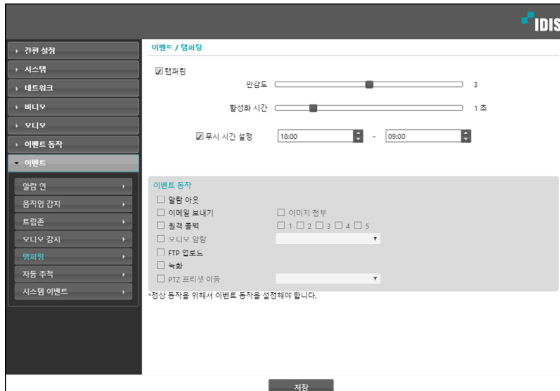 IDIS
간편 설정
시스템
네트워크
비디오
오디오
이벤트 동작
이벤트
알람 인
움직임 감지
트립존
오디오 감지
탬퍼링
자동 추적
시스템 이벤트
이벤트 / 탬퍼링
탬퍼링
민감도 3
활성화 시간 1 초
무시 시간 설정 18:00 ~ 09:00
이벤트 동작
알람 아웃
이메일 보내기 이미지 첨부
원격 콜백 1 2 3 4 5
오디오 알람
FTP 업로드
녹화
PTZ 프리셋 이동
*정상 동작을 위해서 이벤트 동작을 설정해야 합니다.
저장